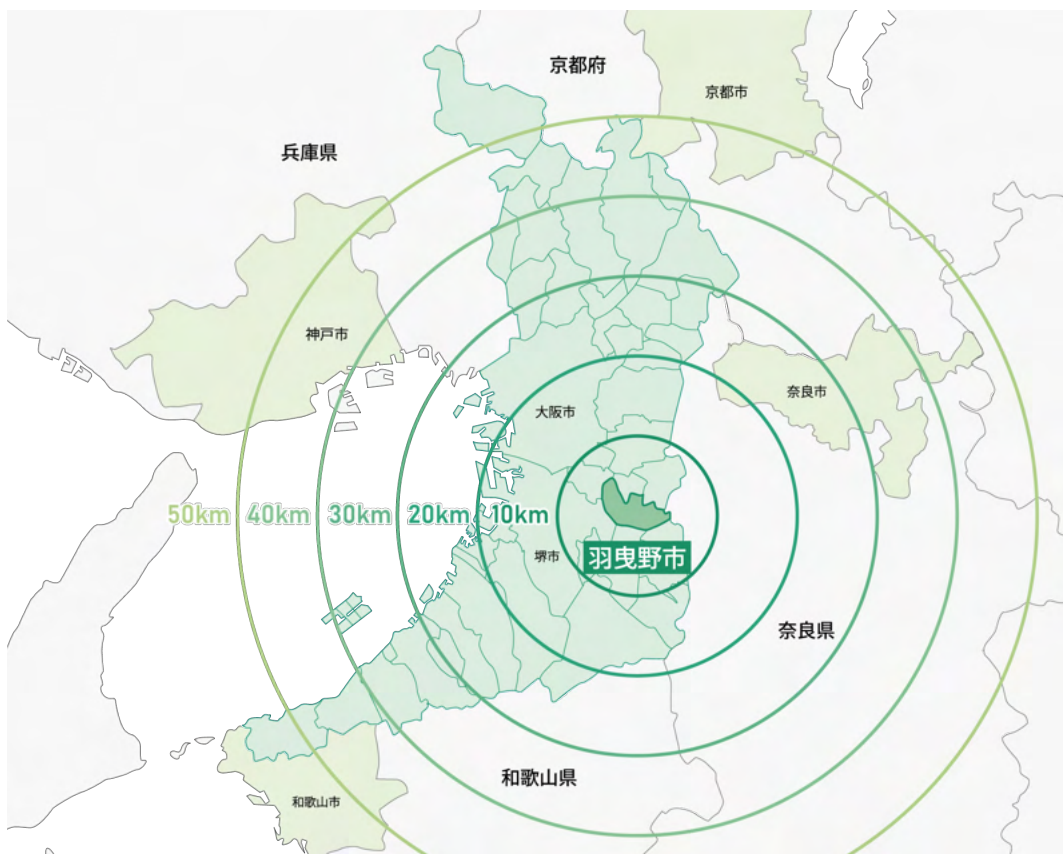 京都府
京都市
兵庫県
神戸市
奈良市
大阪市
50km
40km
30km
20km
10km
堺市
羽曳野市
奈良県
和歌山県
和歌山市